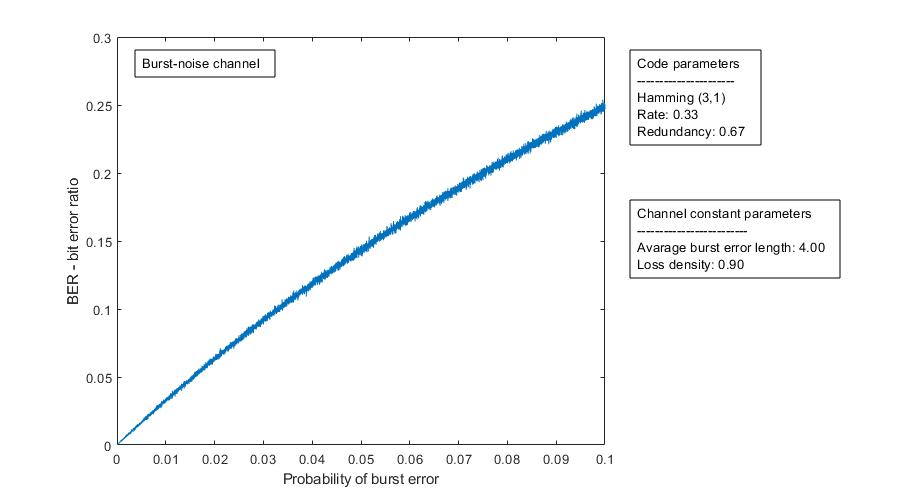 Burst-noise channel
0.3
0.25
0.2
0.15
0.1
0.05
0
BER - bit error ratio
0 0.01 0.02 0.03 0.04 0.05 0.06 0.07 0.08 0.09 0.1
Probability of burst error
Code parameters
----------------------
Hamming (3,1)
Rate: 0.33
Redundancy: 0.67
Channel constant parameters
-------------------------
Avarage burst error length: 4.00
Loss density: 0.90